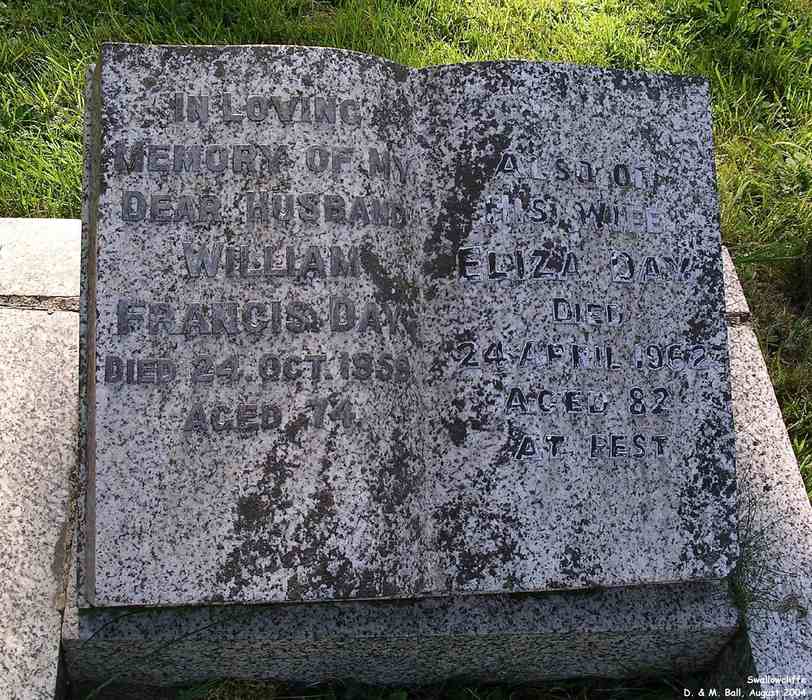 IN LOVING
MEMORY OF MY
DEAR HUSBAND
WILLIAM
FRANCIS DAY
DIED 24. OCT.
AGED 74
ALSO OF
HIS WIFE
ELIZA DAY
DIED
24 APRIL 1962
AGED 82
AT REST
Swallowcliffe
D. & M. Ball, August 2004